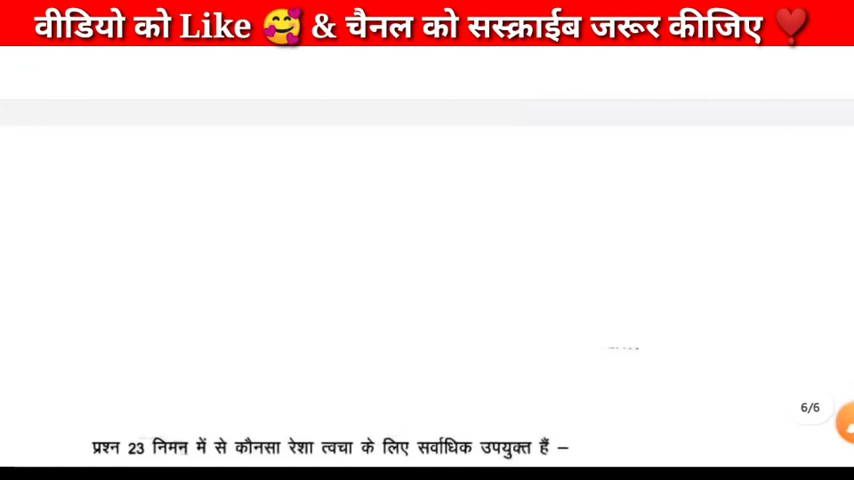 वीडियो को Like 🥰 & चैनल को सस्क्राईब जरूर कीजिए ❣️
6/6
प्रश्न 23 निमन में से कौनसा रेशा त्वचा के लिए सर्वाधिक उपयुक्त हैं –